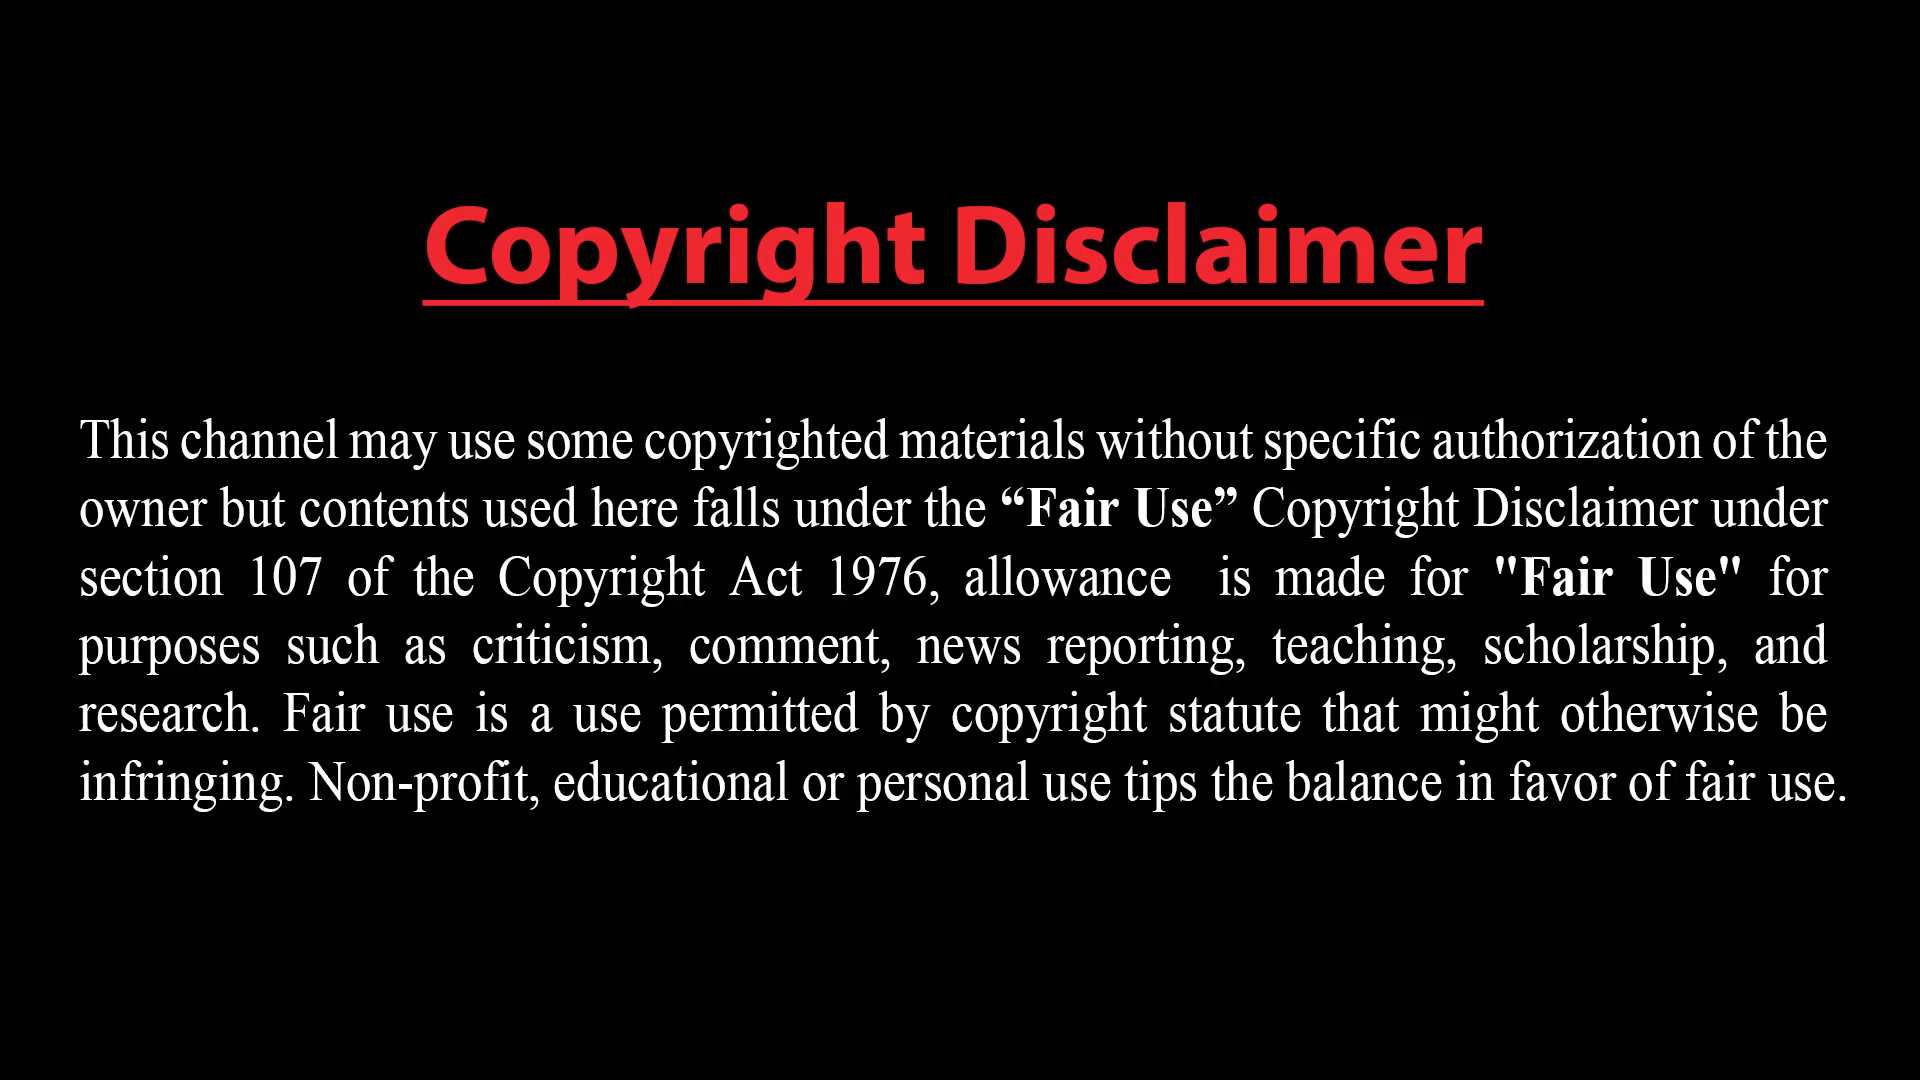 Copyright Disclaimer
This channel may use some copyrighted materials without specific authorization of the
owner but contents used here falls under the “Fair Use” Copyright Disclaimer under
section 107 of the Copyright Act 1976, allowance  is made for "Fair Use" for
purposes such as criticism, comment, news reporting, teaching, scholarship, and
research. Fair use is a use permitted by copyright statute that might otherwise be
infringing. Non-profit, educational or personal use tips the balance in favor of fair use.